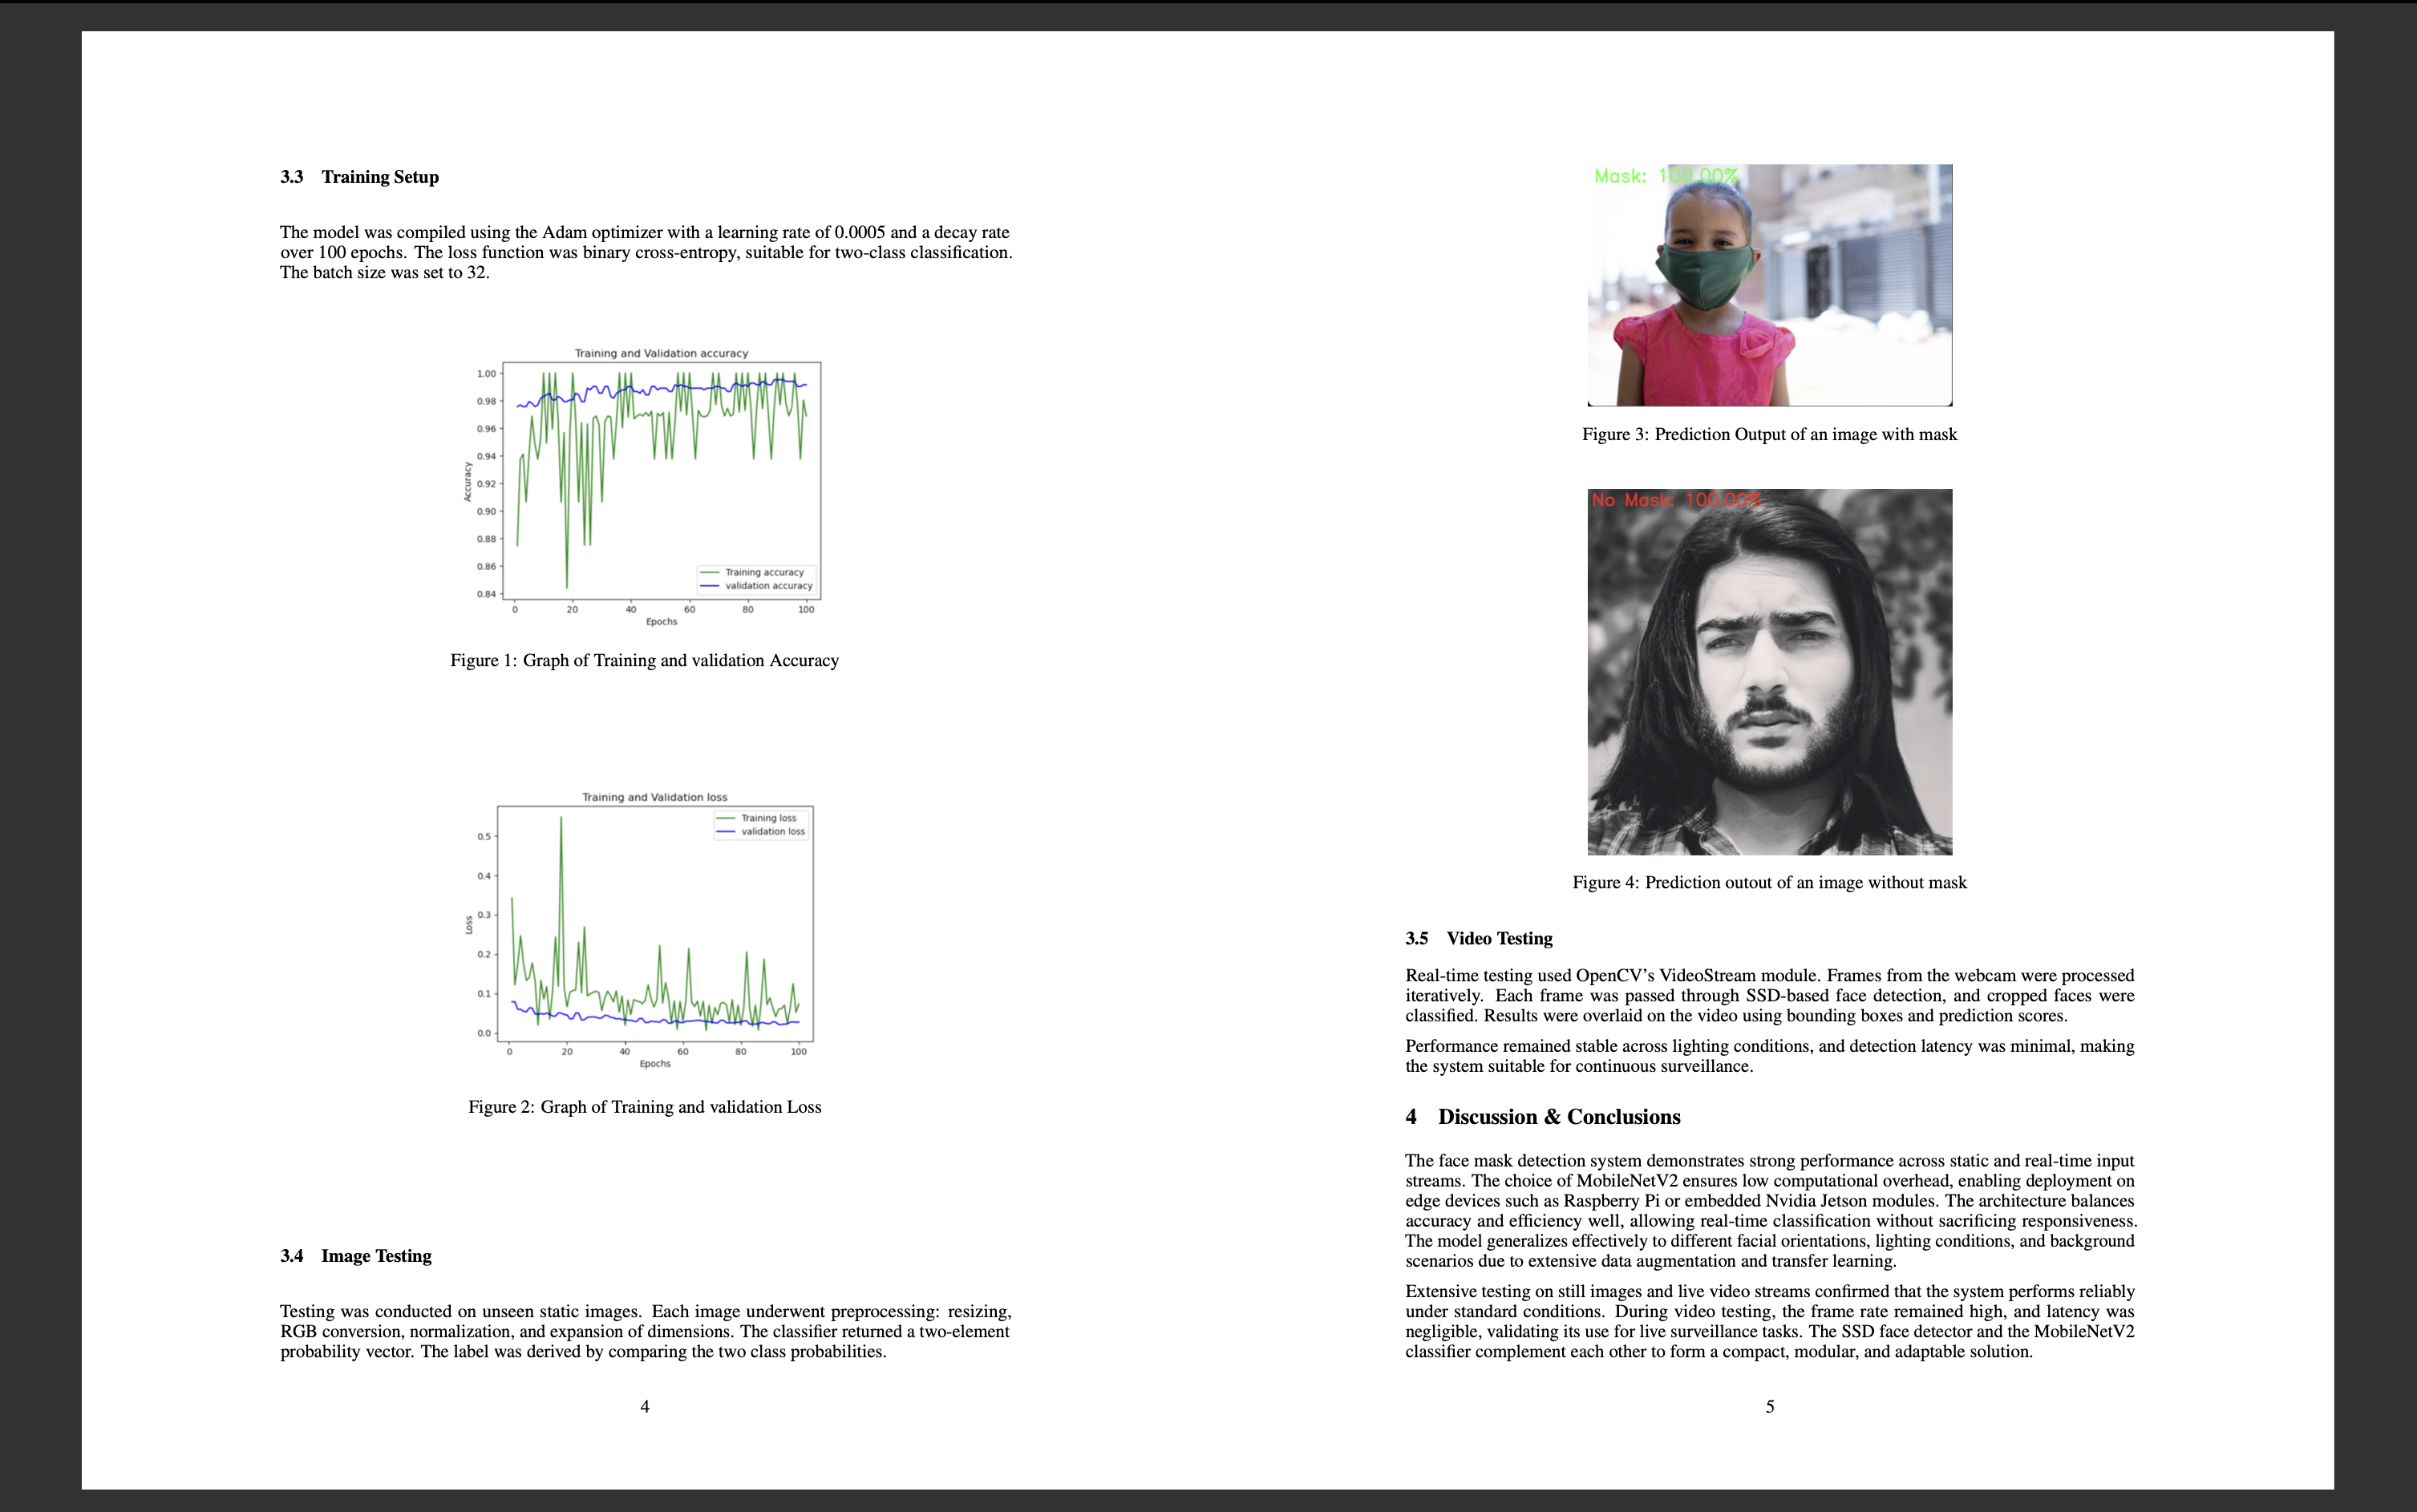 3.3 Training Setup
The model was compiled using the Adam optimizer with a learning rate of 0.0005 and a decay rate
over 100 epochs. The loss function was binary cross-entropy, suitable for two-class classification.
The batch size was set to 32.
Training and Validation accuracy
1.00
0.98
0.96
0.94
0.92
0.90
0.88
0.86
0.84
Accuracy
Training accuracy
validation accuracy
0 20 40 60 80 100
Epochs
Figure 1: Graph of Training and validation Accuracy
Training and Validation loss
Training loss
validation loss
0.5
0.4
0.3
0.2
0.1
0.0
Loss
0 20 40 60 80 100
Epochs
Figure 2: Graph of Training and validation Loss
3.4 Image Testing
Testing was conducted on unseen static images. Each image underwent preprocessing: resizing,
RGB conversion, normalization, and expansion of dimensions. The classifier returned a two-element
probability vector. The label was derived by comparing the two class probabilities.
4
Mask: 100.00%
Figure 3: Prediction Output of an image with mask
No Mask: 100.00%
Figure 4: Prediction outout of an image without mask
3.5 Video Testing
Real-time testing used OpenCV's VideoStream module. Frames from the webcam were processed
iteratively. Each frame was passed through SSD-based face detection, and cropped faces were
classified. Results were overlaid on the video using bounding boxes and prediction scores.
Performance remained stable across lighting conditions, and detection latency was minimal, making
the system suitable for continuous surveillance.
4 Discussion & Conclusions
The face mask detection system demonstrates strong performance across static and real-time input
streams. The choice of MobileNetV2 ensures low computational overhead, enabling deployment on
edge devices such as Raspberry Pi or embedded Nvidia Jetson modules. The architecture balances
accuracy and efficiency well, allowing real-time classification without sacrificing responsiveness.
The model generalizes effectively to different facial orientations, lighting conditions, and background
scenarios due to extensive data augmentation and transfer learning.
Extensive testing on still images and live video streams confirmed that the system performs reliably
under standard conditions. During video testing, the frame rate remained high, and latency was
negligible, validating its use for live surveillance tasks. The SSD face detector and the MobileNetV2
classifier complement each other to form a compact, modular, and adaptable solution.
5